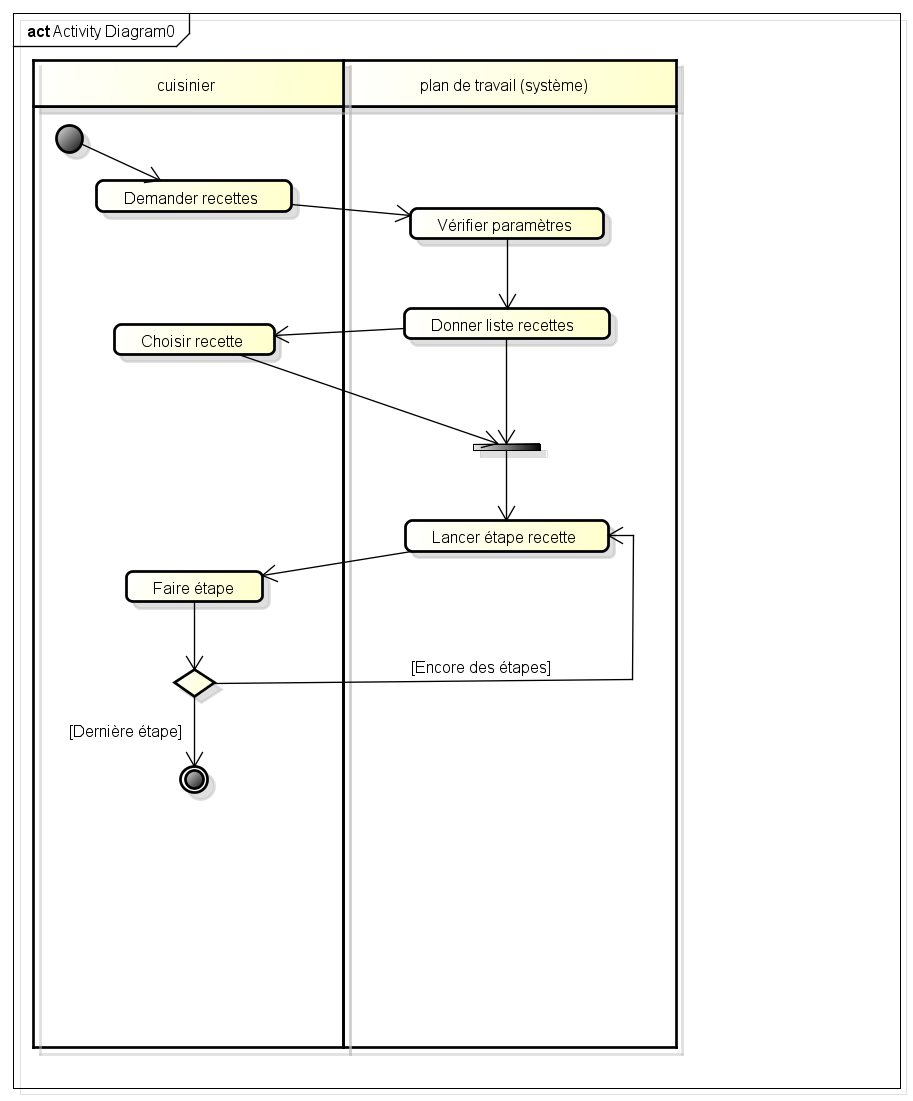 act Activity Diagram0
cuisinier
plan de travail (système)
Demander recettes
Vérifier paramètres
Donner liste recettes
Choisir recette
Lancer étape recette
Faire étape
[Encore des étapes]
[Dernière étape]